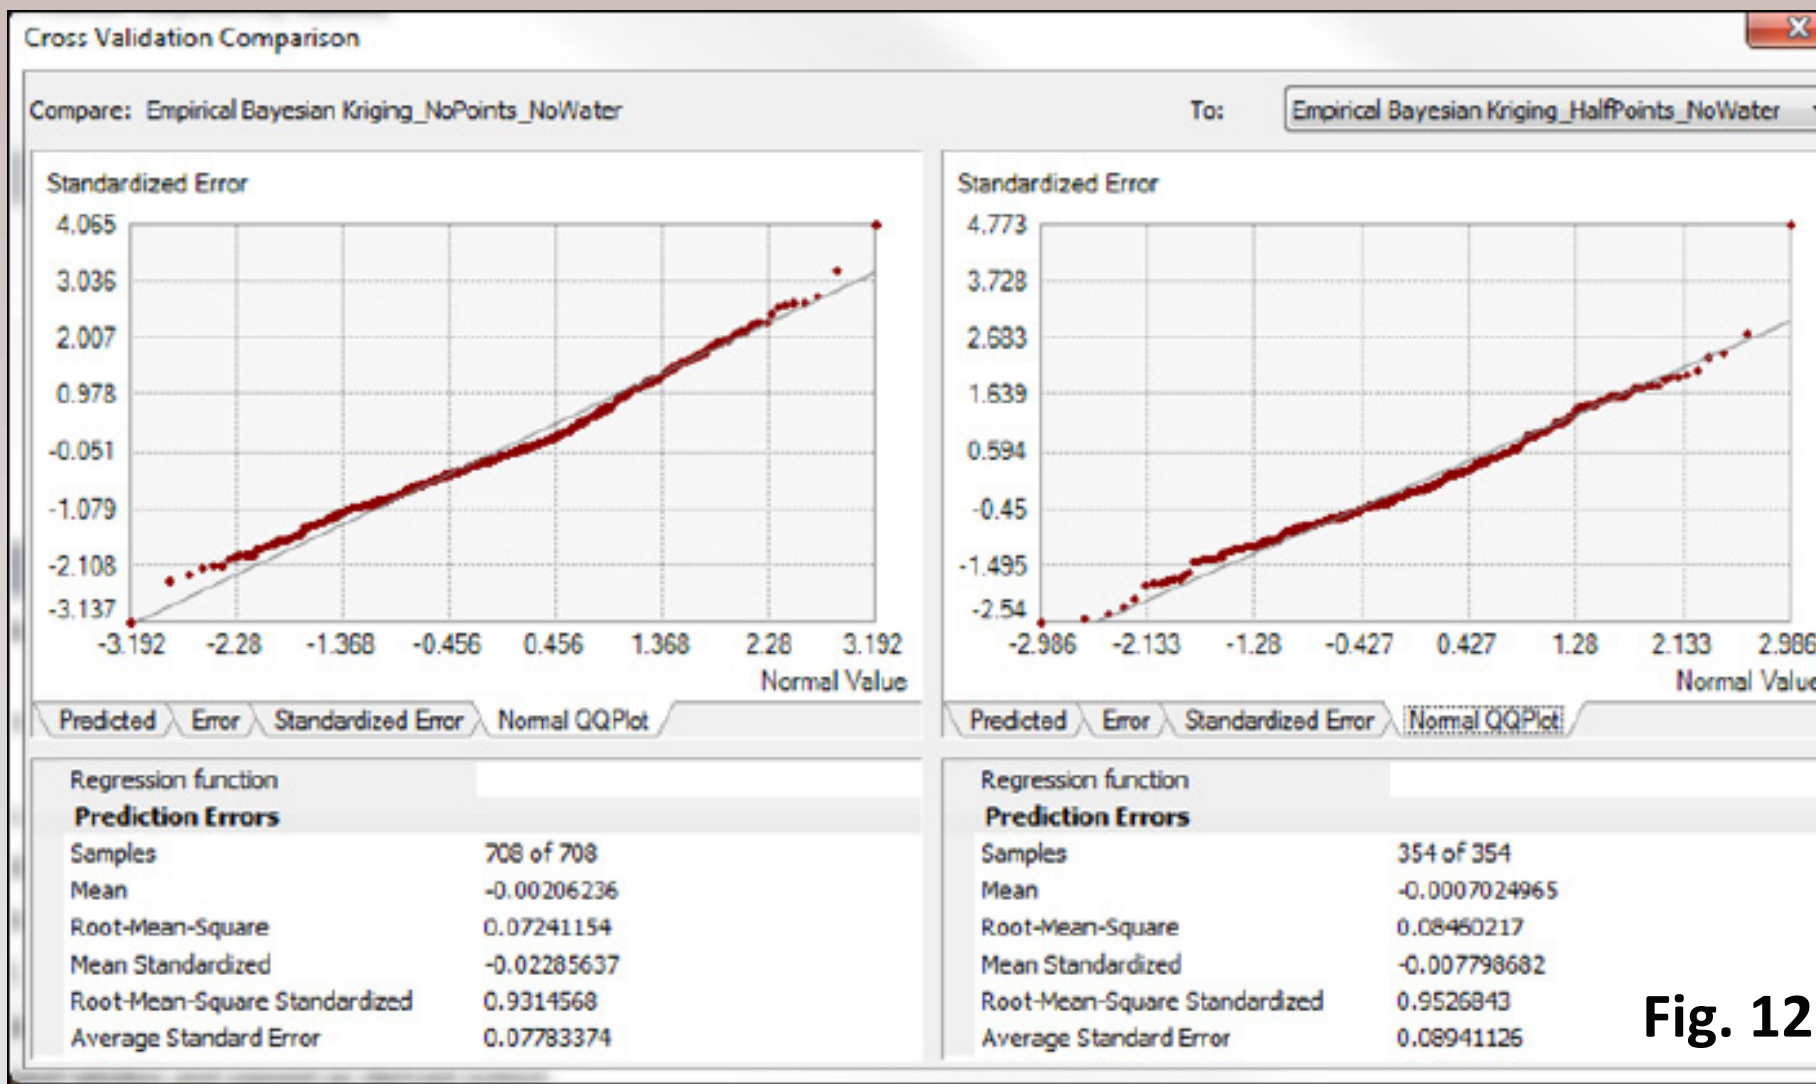 Cross Validation Comparison
Compare: Empirical Bayesian Kriging_NoPoints_NoWater
To: Empirical Bayesian Kriging_HalfPoints_NoWater
Standardized Error
4.065
3.036
2.007
0.978
-0.051
-1.079
-2.108
-3.137
-3.192 -2.28 -1.368 -0.456 0.456 1.368 2.28 3.192
Normal Value
Predicted Error Standardized Error Normal QQPlot
Regression function
Prediction Errors
Samples 708 of 708
Mean -0.00206236
Root-Mean-Square 0.07241154
Mean Standardized -0.02285637
Root-Mean-Square Standardized 0.9314568
Average Standard Error 0.07783374
Standardized Error
4.773
3.728
2.683
1.639
0.594
-0.45
-1.495
-2.54
-2.986 -2.133 -1.28 -0.427 0.427 1.28 2.133 2.986
Normal Value
Predicted Error Standardized Error Normal QQPlot
Regression function
Prediction Errors
Samples 354 of 354
Mean -0.0007024965
Root-Mean-Square 0.08460217
Mean Standardized -0.007798682
Root-Mean-Square Standardized 0.9526843
Average Standard Error 0.08941126
Fig. 12